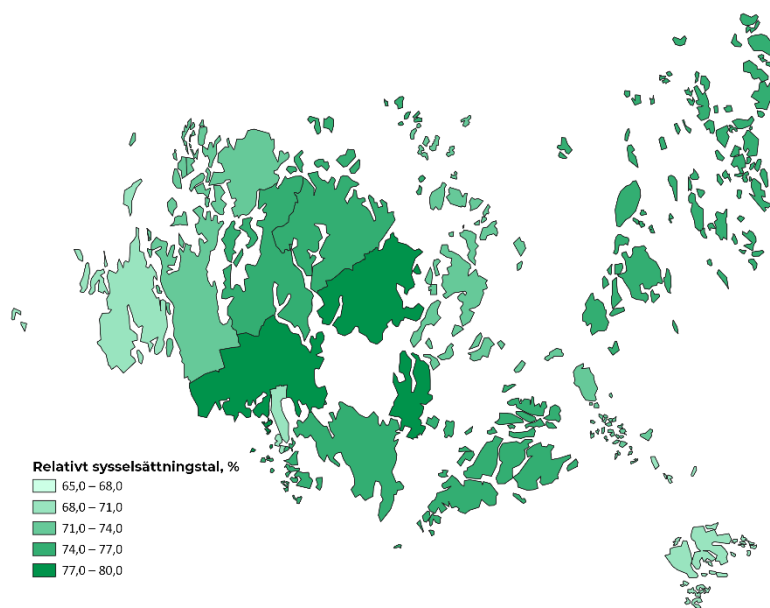 Relativt sysselsättningstal, %
65,0 – 68,0
68,0 – 71,0
71,0 – 74,0
74,0 – 77,0
77,0 – 80,0